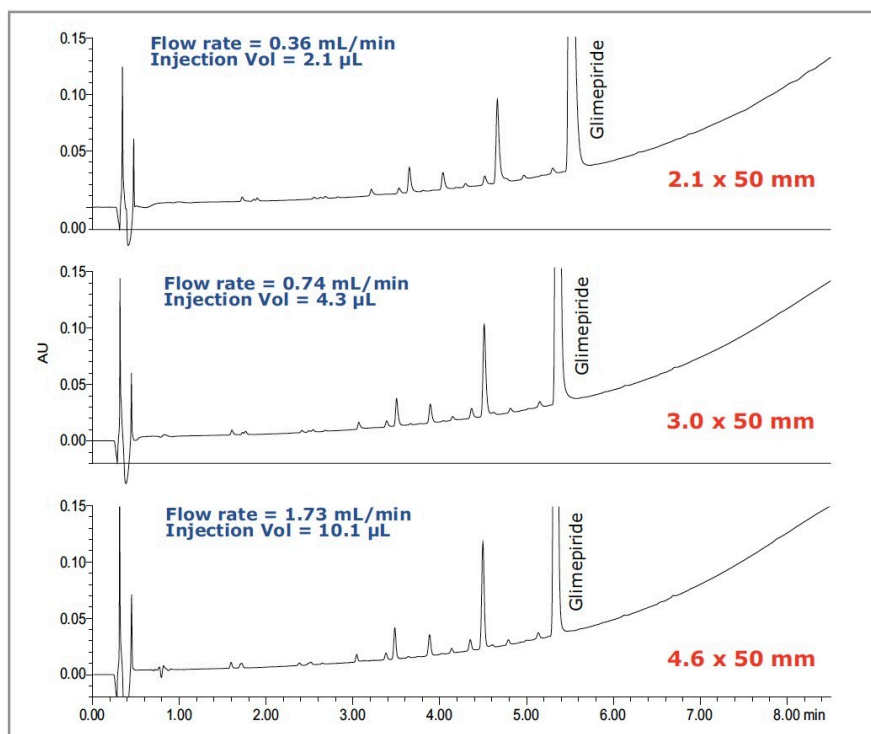 0.15
Flow rate = 0.36 mL/min
Injection Vol = 2.1 µL
0.10
0.05
0.00
Glimepiride
2.1 x 50 mm
0.15
Flow rate = 0.74 mL/min
Injection Vol = 4.3 µL
0.10
AU
0.05
0.00
Glimepiride
3.0 x 50 mm
0.15
Flow rate = 1.73 mL/min
Injection Vol = 10.1 µL
0.10
0.05
0.00
Glimepiride
4.6 x 50 mm
0.00 1.00 2.00 3.00 4.00 5.00 6.00 7.00 8.00 min